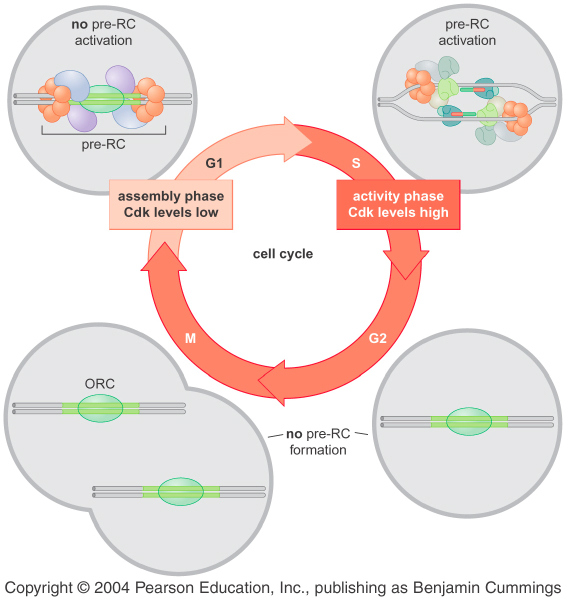 no pre-RC
activation
pre-RC
pre-RC
activation
G1
S
assembly phase
Cdk levels low
activity phase
Cdk levels high
cell cycle
M
G2
ORC
no pre-RC
formation
Copyright © 2004 Pearson Education, Inc., publishing as Benjamin Cummings